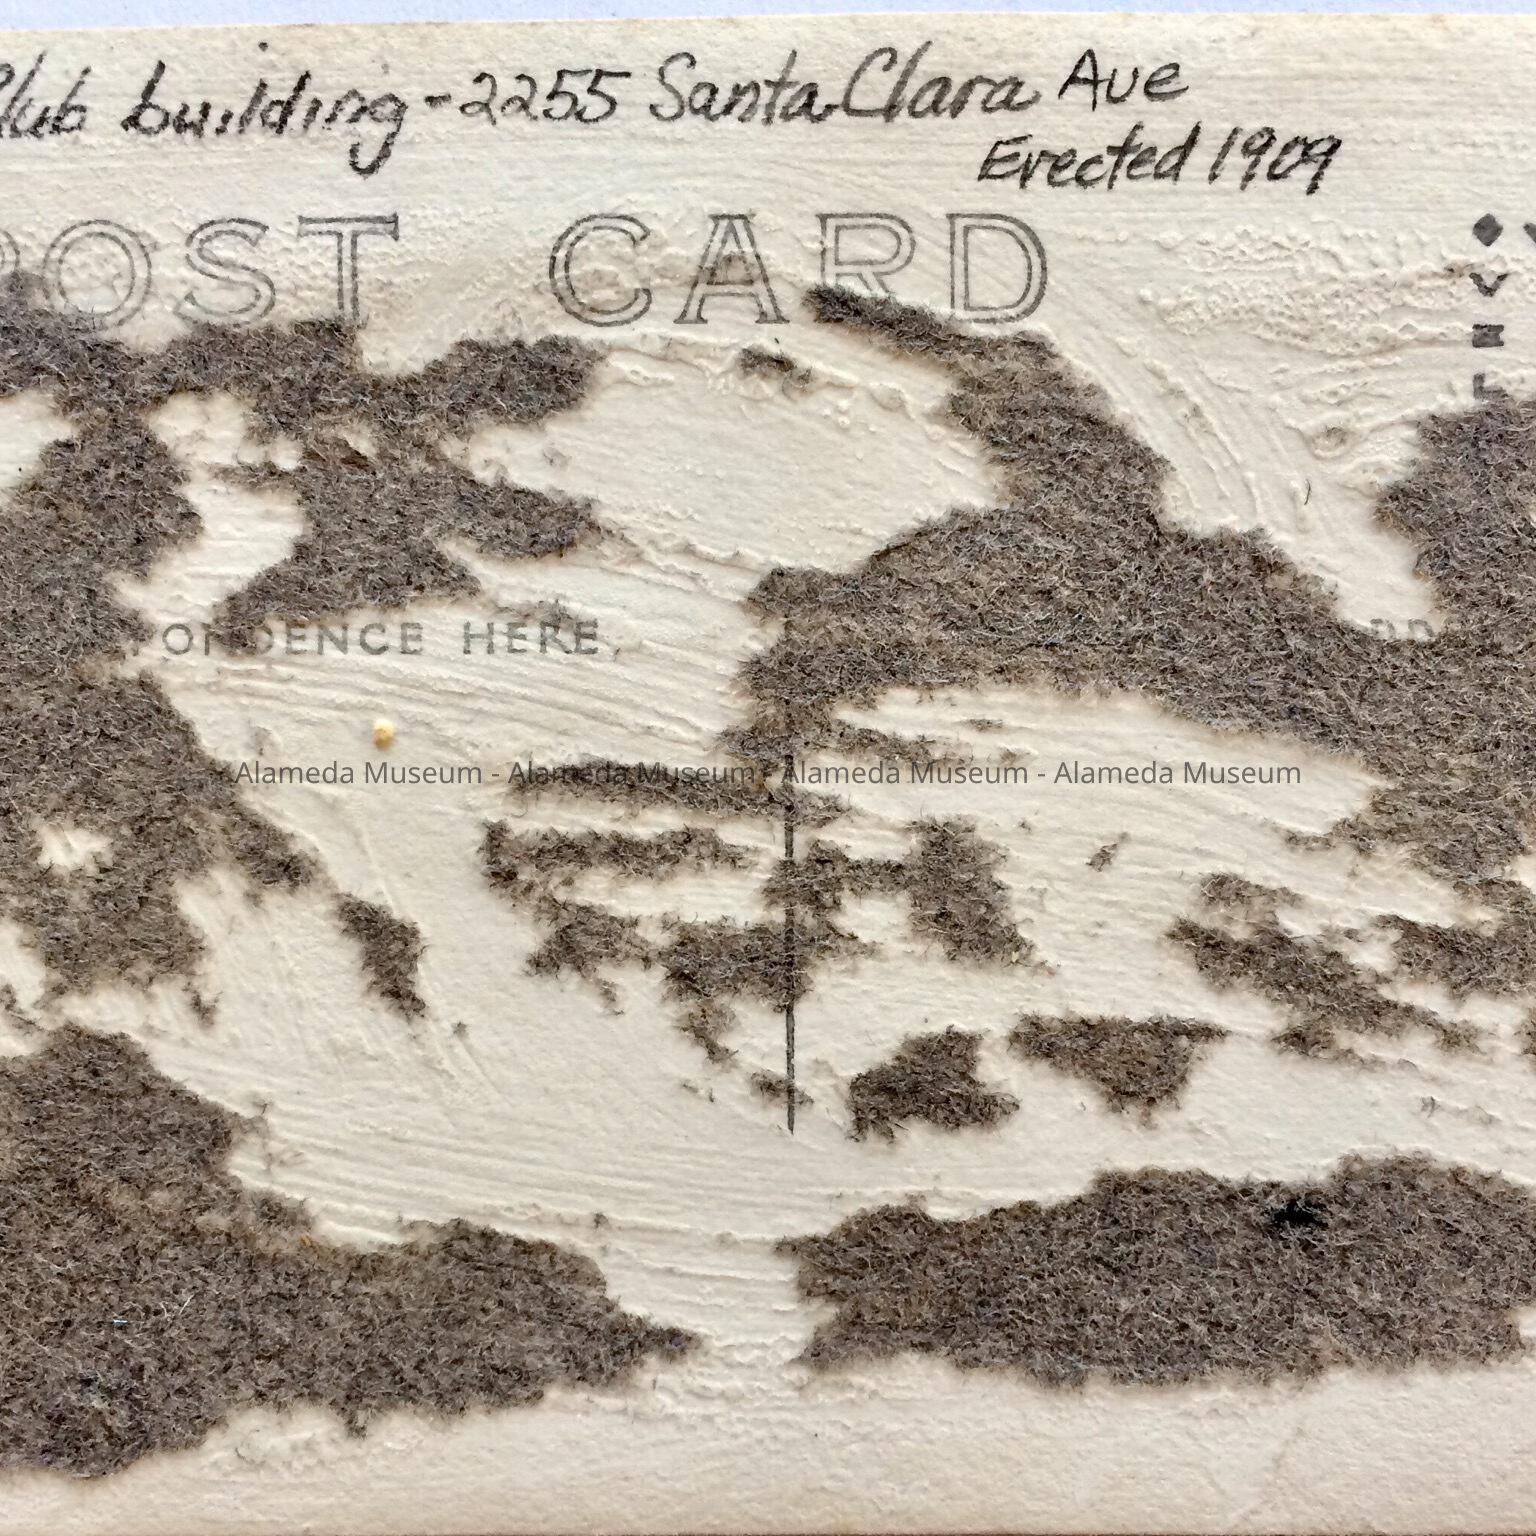 Club building - 2255 Santa Clara Ave
Erected 1909
POST CARD
ONDENCE HERE
Alameda Museum - Alameda Museum - Alameda Museum - Alameda Museum